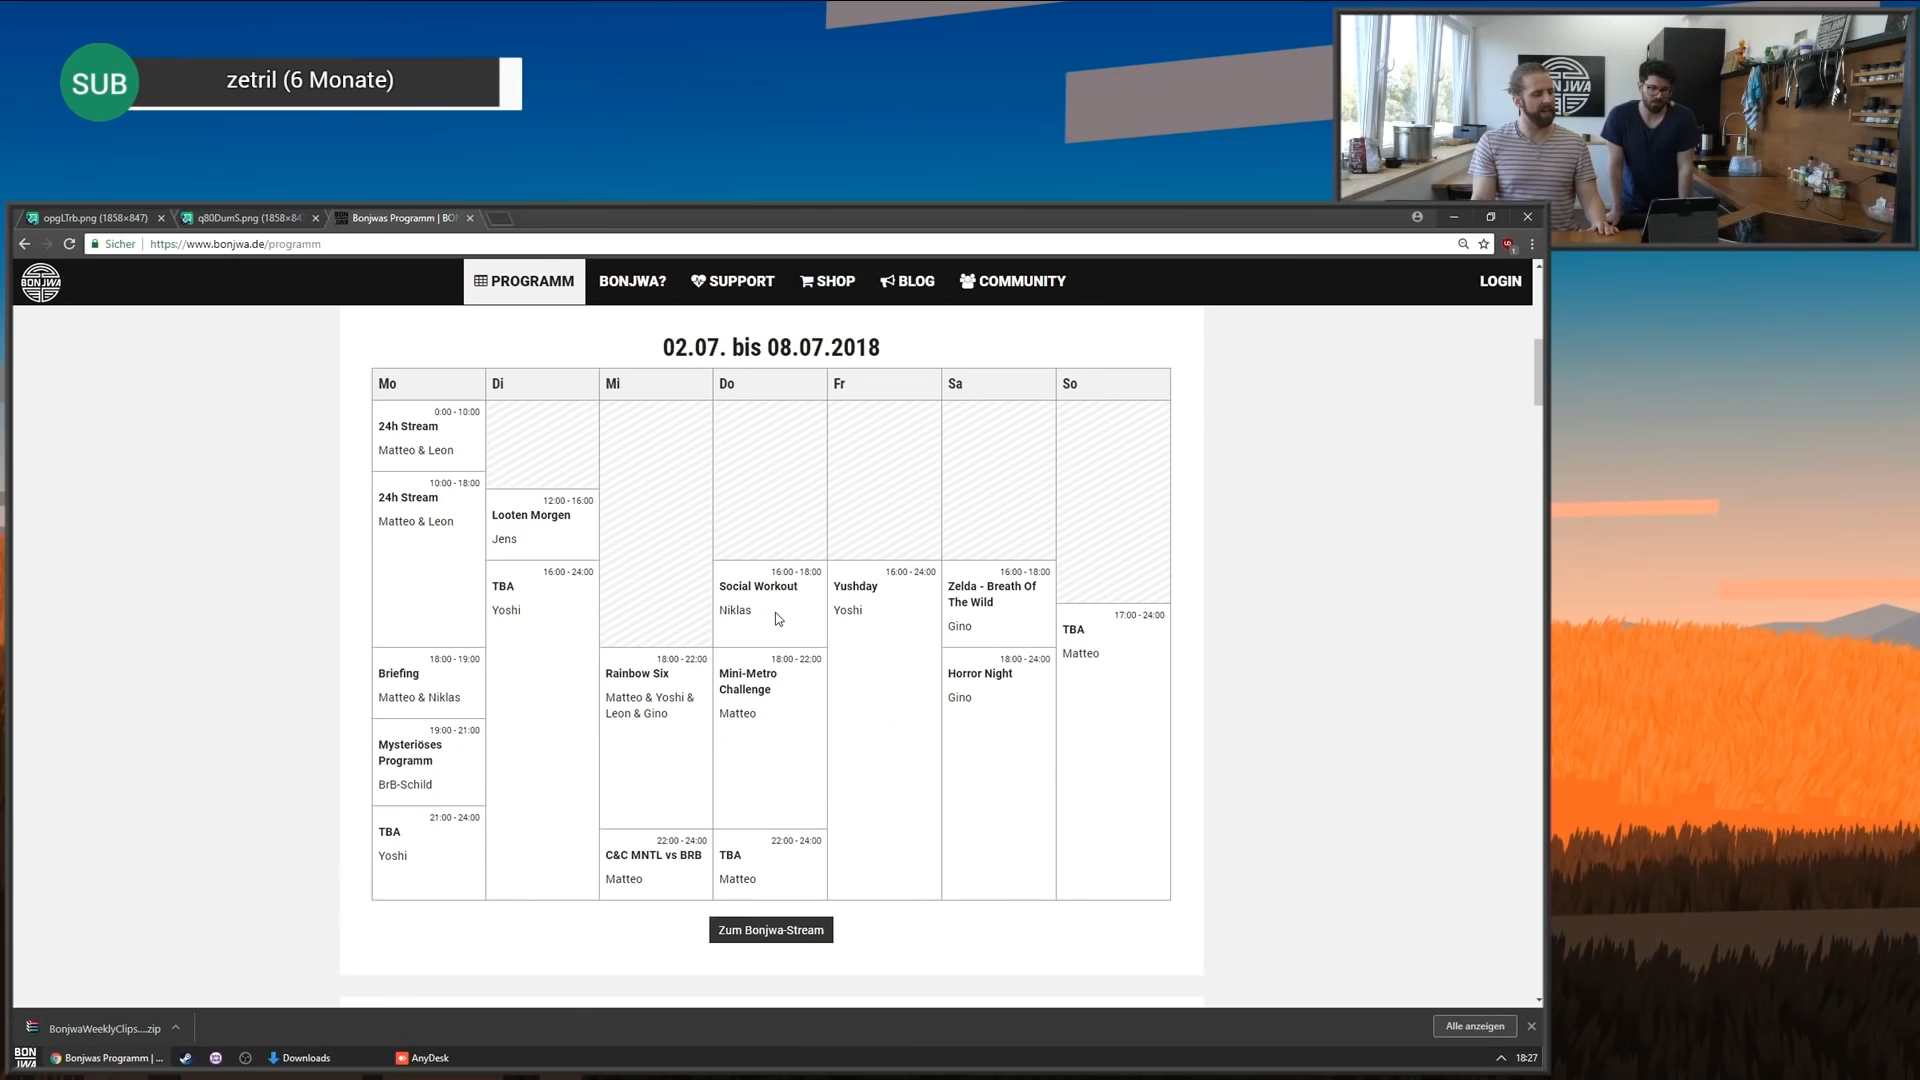 SUB
zetril (6 Monate)
BONJWA
opgLTrb.png (1858×847)
q80DumS.png (1858×84
Bonjwas Programm | BO
Sicher
https://www.bonjwa.de/programm
BONJWA
PROGRAMM
BONJWA?
SUPPORT
SHOP
BLOG
COMMUNITY
LOGIN
02.07. bis 08.07.2018
Mo
Di
Mi
Do
Fr
Sa
So
0:00 - 10:00
24h Stream
Matteo & Leon
10:00 - 18:00
24h Stream
Matteo & Leon
18:00 - 19:00
Briefing
Matteo & Niklas
19:00 - 21:00
Mysteriöses
Programm
BrB-Schild
21:00 - 24:00
TBA
Yoshi
12:00 - 16:00
Looten Morgen
Jens
16:00 - 24:00
TBA
Yoshi
18:00 - 22:00
Rainbow Six
Matteo & Yoshi &
Leon & Gino
22:00 - 24:00
C&C MNTL vs BRB
Matteo
16:00 - 18:00
Social Workout
Niklas
18:00 - 22:00
Mini-Metro
Challenge
Matteo
22:00 - 24:00
TBA
Matteo
16:00 - 24:00
Yushday
Yoshi
16:00 - 18:00
Zelda - Breath Of
The Wild
Gino
18:00 - 24:00
Horror Night
Gino
17:00 - 24:00
TBA
Matteo
Zum Bonjwa-Stream
BonjwaWeeklyClips....zip
Alle anzeigen
BON
JWA
Bonjwas Programm | ...
Downloads
AnyDesk
18:27